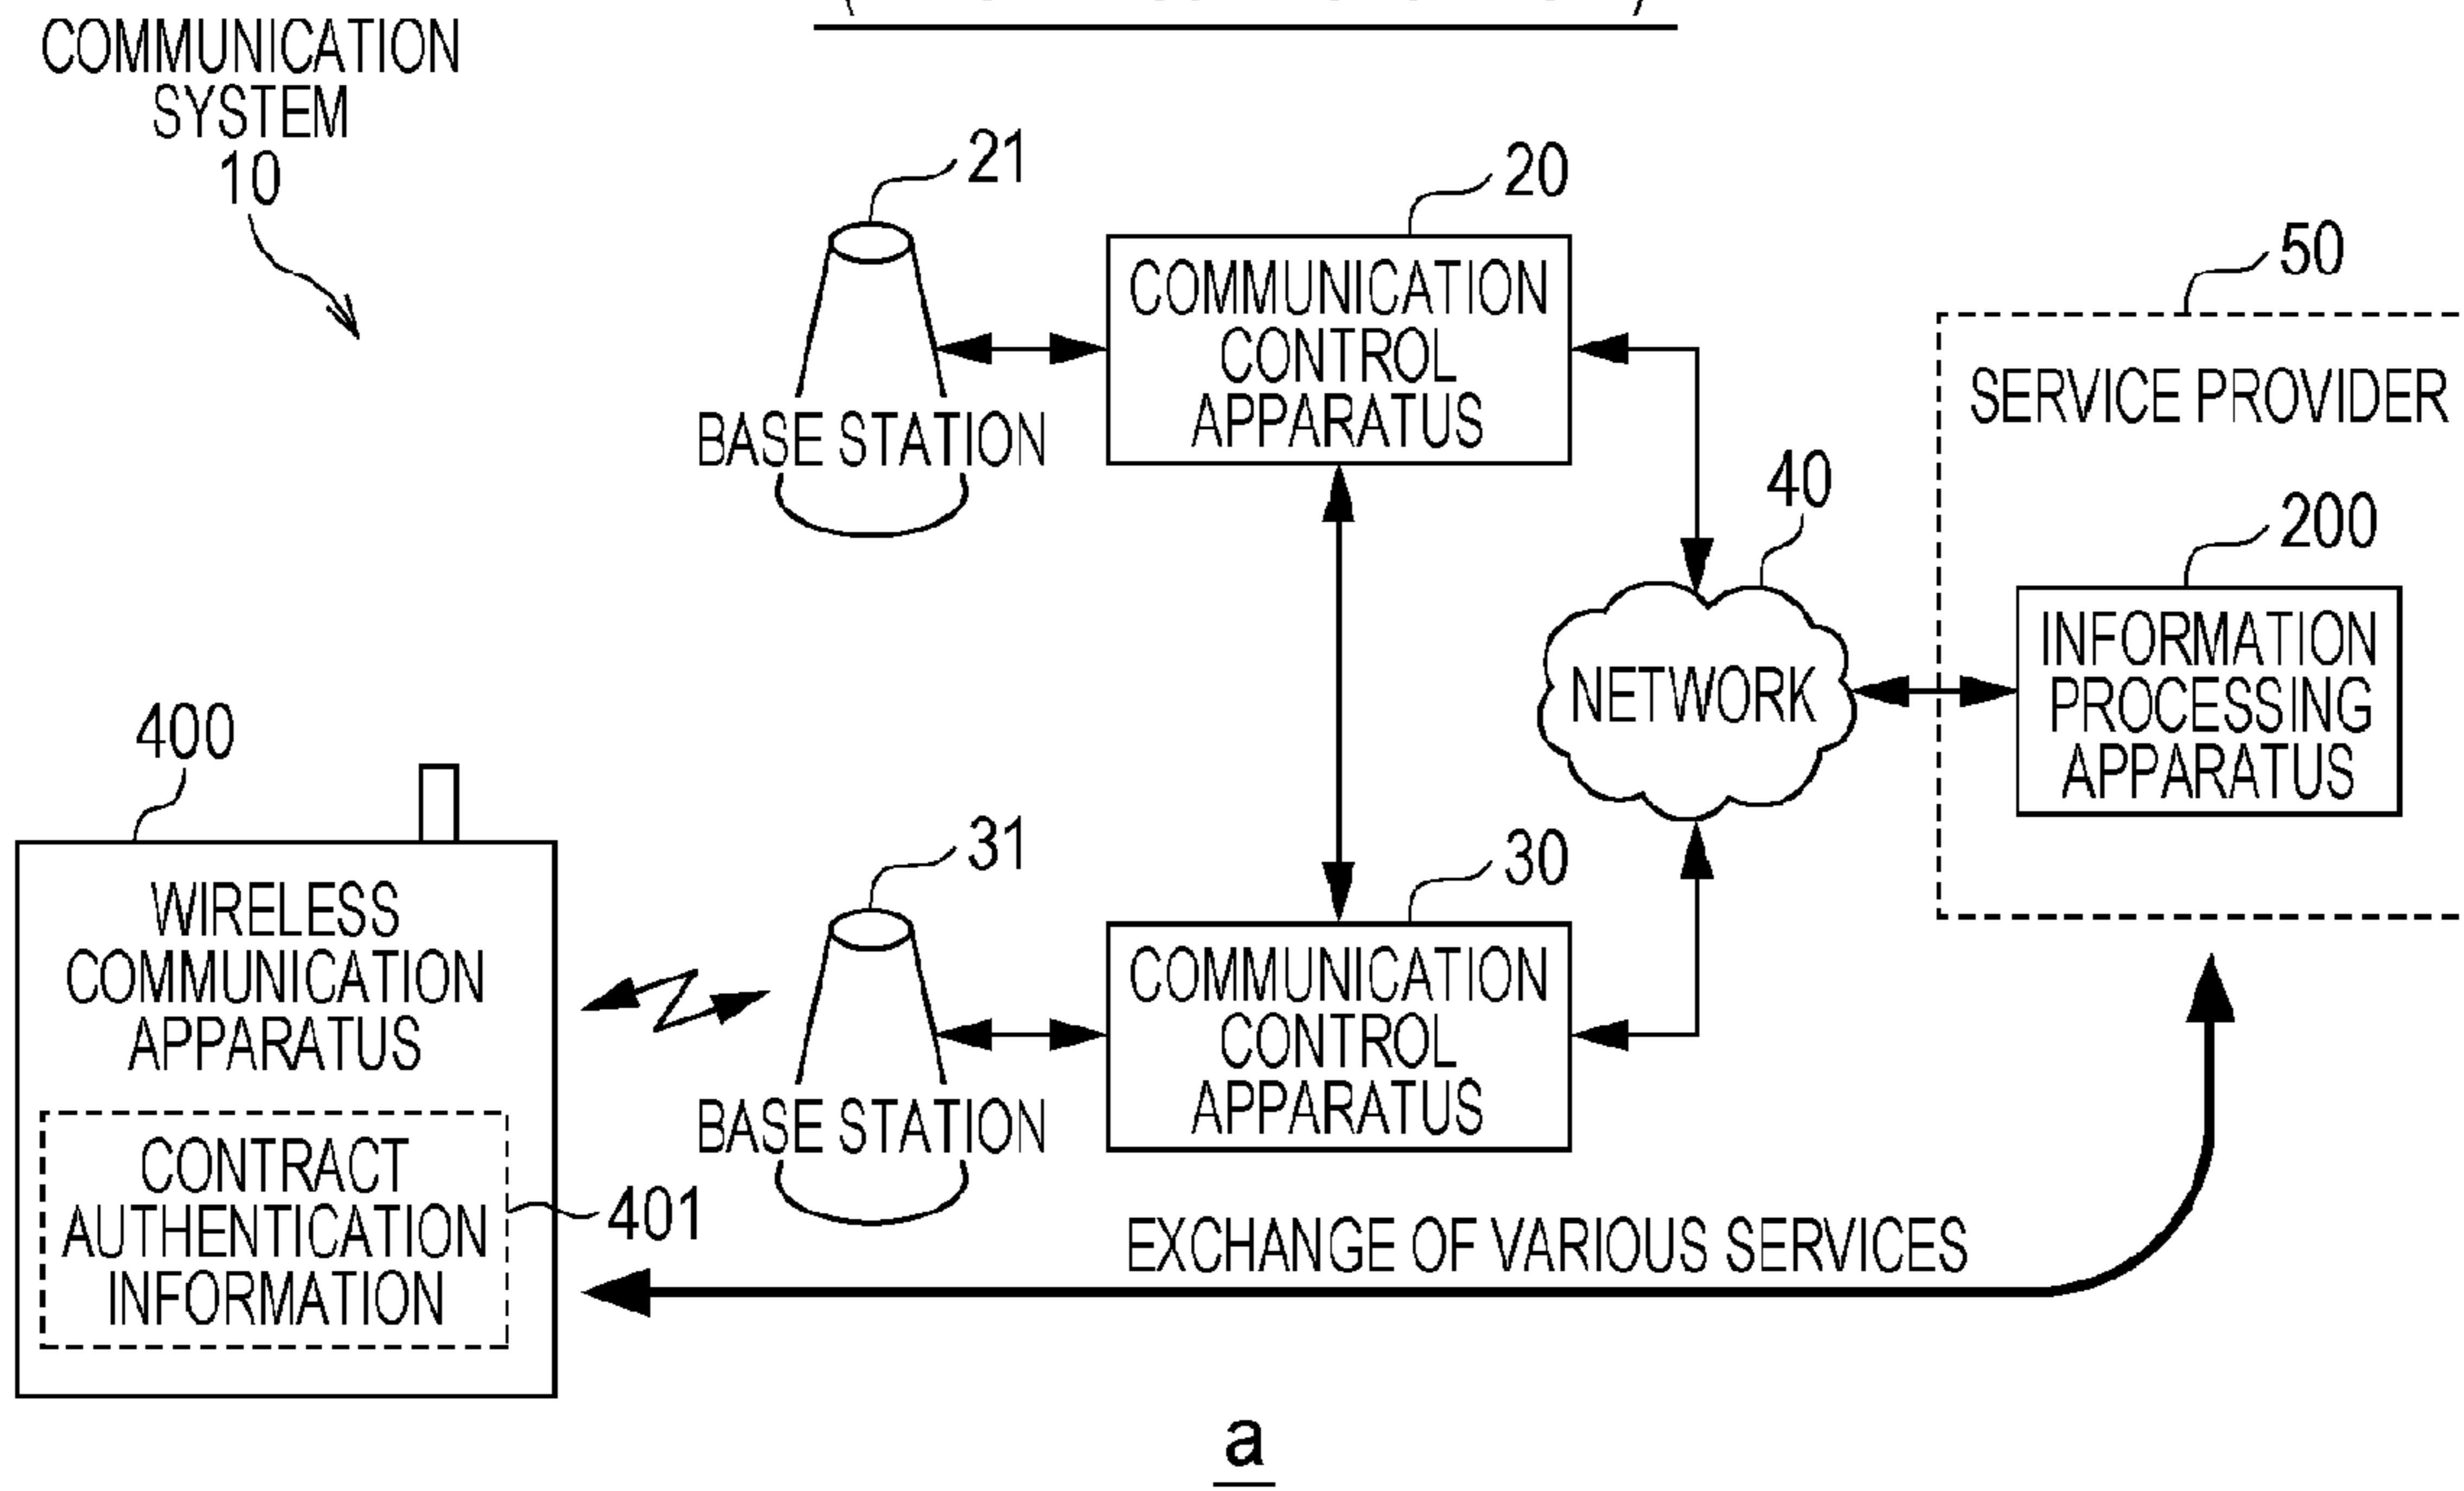 COMMUNICATION
SYSTEM
10
21
20
50
COMMUNICATION
CONTROL
APPARATUS
BASE STATION
SERVICE PROVIDER
40
200
INFORMATION
PROCESSING
APPARATUS
NETWORK
400
31
30
WIRELESS
COMMUNICATION
APPARATUS
COMMUNICATION
CONTROL
APPARATUS
BASE STATION
CONTRACT
AUTHENTICATION
INFORMATION
401
EXCHANGE OF VARIOUS SERVICES
a